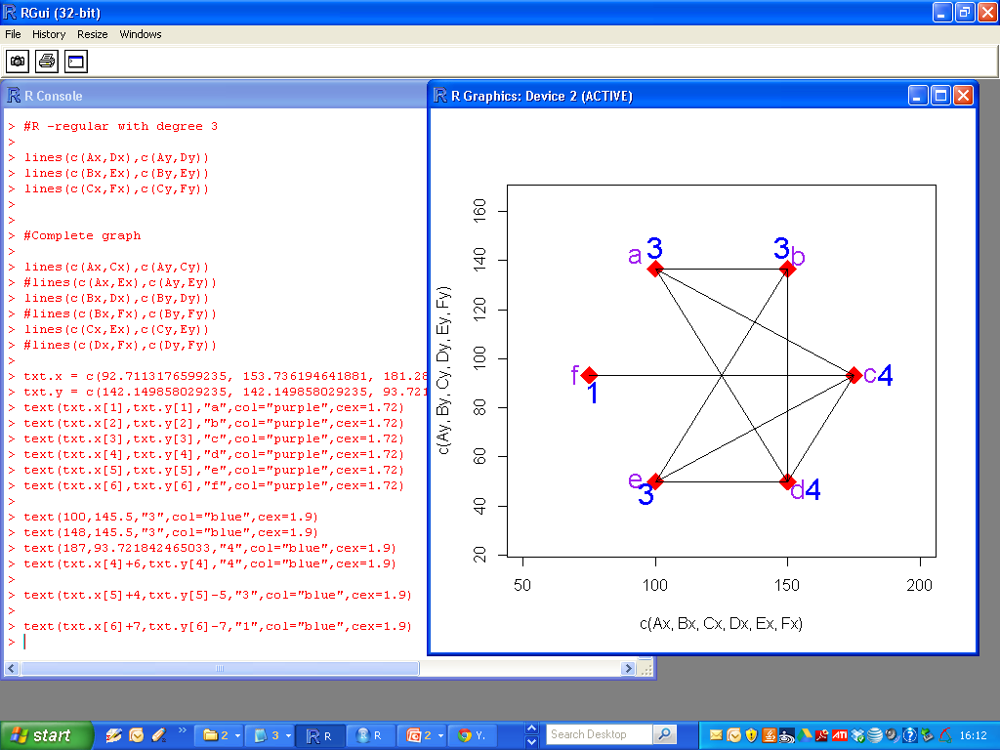 RGui (32-bit)
File History Resize Windows
R Console
> #R -regular with degree 3
>
> lines(c(Ax,Dx),c(Ay,Dy))
> lines(c(Bx,Ex),c(By,Ey))
> lines(c(Cx,Fx),c(Cy,Fy))
>
>
> #Complete graph
>
> lines(c(Ax,Cx),c(Ay,Cy))
> #lines(c(Ax,Ex),c(Ay,Ey))
> lines(c(Bx,Dx),c(By,Dy))
> #lines(c(Bx,Fx),c(By,Fy))
> lines(c(Cx,Ex),c(Cy,Ey))
> #lines(c(Dx,Fx),c(Dy,Fy))
>
> txt.x = c(92.7113176599235, 153.736194641881, 181.28
> txt.y = c(142.149858029235, 142.149858029235, 93.721
> text(txt.x[1],txt.y[1],"a",col="purple",cex=1.72)
> text(txt.x[2],txt.y[2],"b",col="purple",cex=1.72)
> text(txt.x[3],txt.y[3],"c",col="purple",cex=1.72)
> text(txt.x[4],txt.y[4],"d",col="purple",cex=1.72)
> text(txt.x[5],txt.y[5],"e",col="purple",cex=1.72)
> text(txt.x[6],txt.y[6],"f",col="purple",cex=1.72)
>
> text(100,145.5,"3",col="blue",cex=1.9)
> text(148,145.5,"3",col="blue",cex=1.9)
> text(187,93.721842465033,"4",col="blue",cex=1.9)
> text(txt.x[4]+6,txt.y[4],"4",col="blue",cex=1.9)
>
> text(txt.x[5]+4,txt.y[5]-5,"3",col="blue",cex=1.9)
>
> text(txt.x[6]+7,txt.y[6]-7,"1",col="blue",cex=1.9)
>
R Graphics: Device 2 (ACTIVE)
c(Ay, By, Cy, Dy, Ey, Fy)
160
140
120
100
80
60
40
20
a 3
3 b
f
1
c 4
e
3
d 4
50 100 150 200
c(Ax, Bx, Cx, Dx, Ex, Fx)
start
2
3
R
R
2
Y.
Search Desktop
16:12